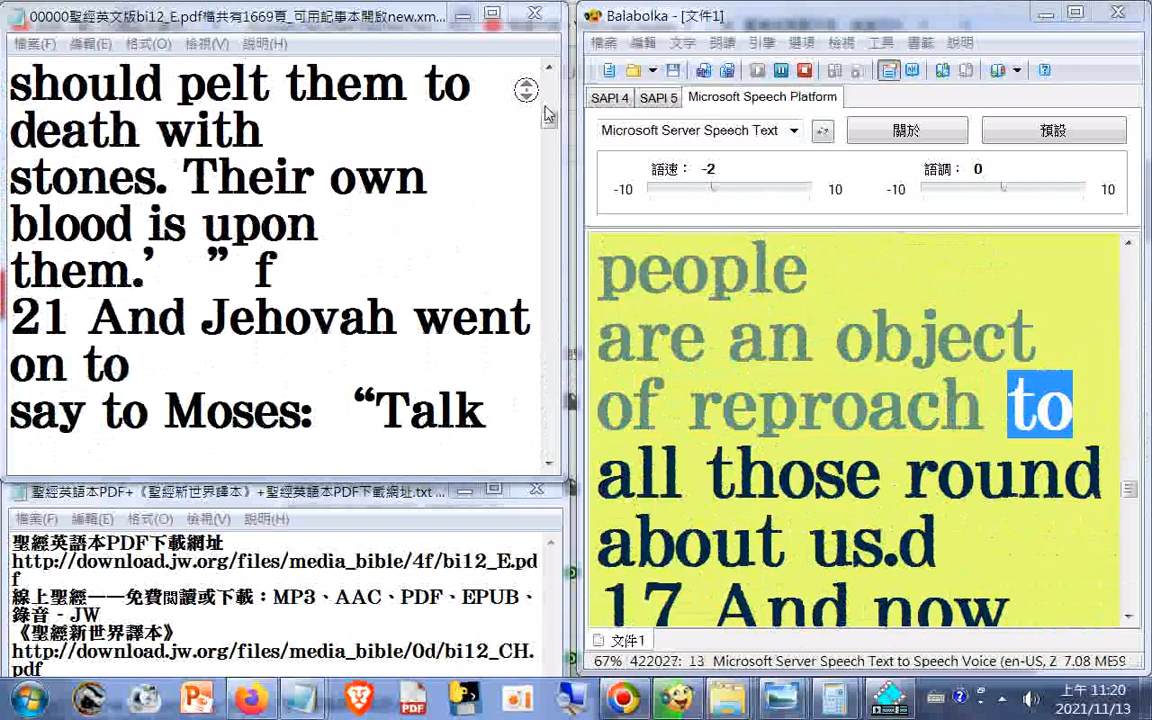 00000聖經英文版bi12_E.pdf檔共有1669頁_可用記事本開啟new.xm...
檔案(F) 編輯(E) 格式(O) 檢視(V) 說明(H)
should pelt them to
death with
stones. Their own
blood is upon
them.’ ” f
21 And Jehovah went
on to
say to Moses: “Talk
聖經英語本PDF+《聖經新世界譯本》+聖經英語本PDF下載網址.txt ...
檔案(F) 編輯(E) 格式(O) 檢視(V) 說明(H)
聖經英語本PDF下載網址
http://download.jw.org/files/media_bible/4f/bi12_E.pd
f
線上聖經——免費閱讀或下載：MP3、AAC、PDF、EPUB、
錄音 - JW
《聖經新世界譯本》
http://download.jw.org/files/media_bible/0d/bi12_CH.
pdf
Balabolka - [文件1]
檔案 編輯 文字 朗讀 引擎 選項 檢視 工具 書籤 說明
SAPI 4 SAPI 5 Microsoft Speech Platform
Microsoft Server Speech Text 關於 預設
語速： -2 語調： 0
-10 10 -10 10
people
are an object
of reproach to
all those round
about us.d
17 And now
文件1
67% 422027: 13 Microsoft Server Speech Text to Speech Voice (en-US, Z 7.08 ME59
上午 11:20
2021/11/13